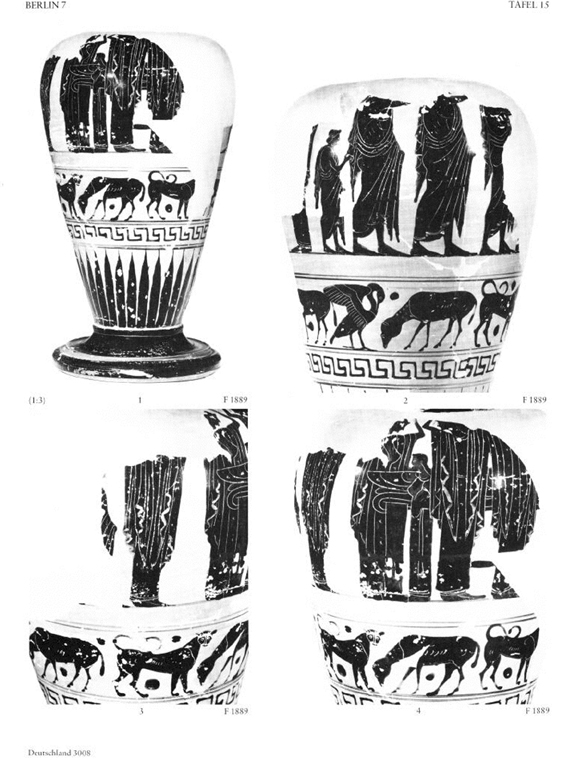 BERLIN 7
TAFEL 15
(1:3)
1
F 1889
2
F 1889
3
F 1889
4
F 1889
Deutschland 3008